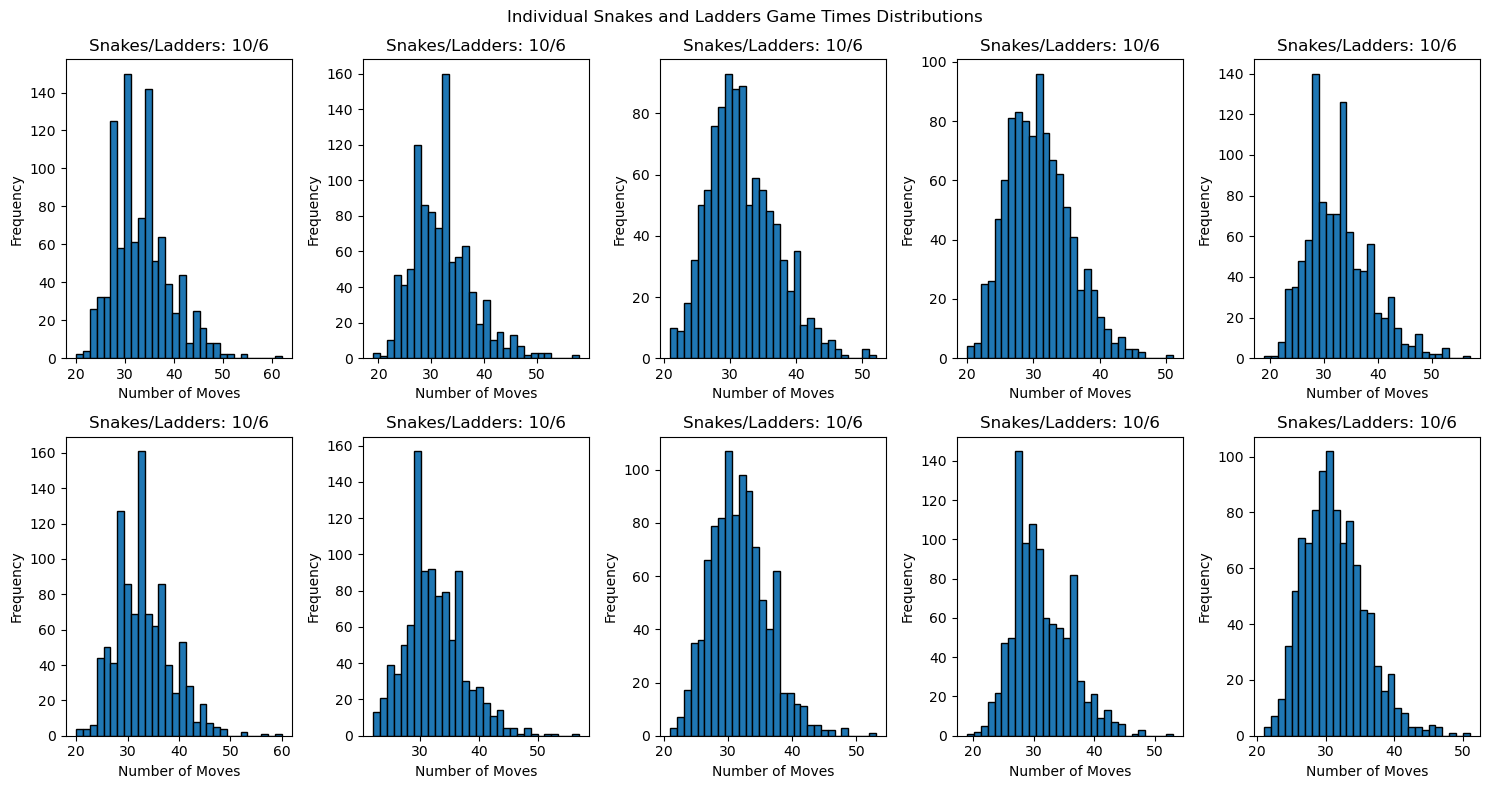 Individual Snakes and Ladders Game Times Distributions
Snakes/Ladders: 10/6
Frequency
0
20
40
60
80
100
120
140
20 30 40 50 60
Number of Moves
Snakes/Ladders: 10/6
Frequency
0
20
40
60
80
100
120
140
160
20 30 40 50
Number of Moves
Snakes/Ladders: 10/6
Frequency
0
20
40
60
80
30 40 50
Number of Moves
Snakes/Ladders: 10/6
Frequency
0
20
40
60
80
100
20 30 40 50
Number of Moves
Snakes/Ladders: 10/6
Frequency
0
20
40
60
80
100
120
140
20 30 40 50
Number of Moves
Snakes/Ladders: 10/6
Frequency
0
20
40
60
80
100
120
140
160
20 30 40 50 60
Number of Moves
Snakes/Ladders: 10/6
Frequency
0
20
40
60
80
100
120
140
160
30 40 50
Number of Moves
Snakes/Ladders: 10/6
Frequency
0
20
40
60
80
100
20 30 40 50
Number of Moves
Snakes/Ladders: 10/6
Frequency
0
20
40
60
80
100
120
140
20 30 40 50
Number of Moves
Snakes/Ladders: 10/6
Frequency
0
20
40
60
80
100
20 30 40 50
Number of Moves